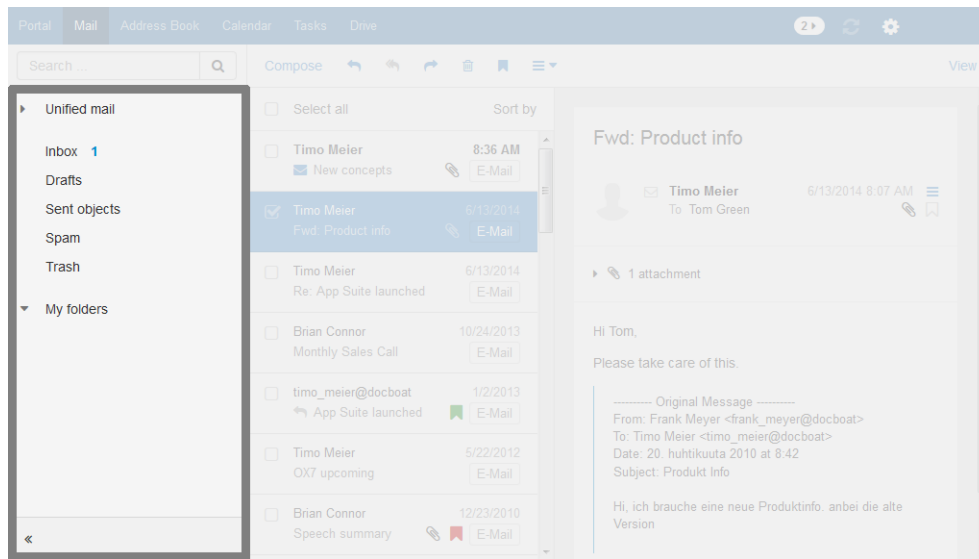 Portal Mail Address Book Calendar Tasks Drive 2
Search... Compose View
Unified mail
Inbox 1
Drafts
Sent objects
Spam
Trash
My folders
«
Select all Sort by
Timo Meier 8:36 AM
New concepts E-Mail
Timo Meier 6/13/2014
Fwd: Product info E-Mail
Timo Meier 6/13/2014
Re: App Suite launched E-Mail
Brian Connor 10/24/2013
Monthly Sales Call E-Mail
timo_meier@docboat 1/2/2013
App Suite launched E-Mail
Timo Meier 5/22/2012
OX7 upcoming E-Mail
Brian Connor 12/23/2010
Speech summary E-Mail
Fwd: Product info
Timo Meier 6/13/2014 8:07 AM
To Tom Green
1 attachment
Hi Tom,
Please take care of this.
---------- Original Message ----------
From: Frank Meyer <frank_meyer@docboat>
To: Timo Meier <timo_meier@docboat>
Date: 20. huhtikuuta 2010 at 8:42
Subject: Produkt Info
Hi, ich brauche eine neue Produktinfo. anbei die alte
Version